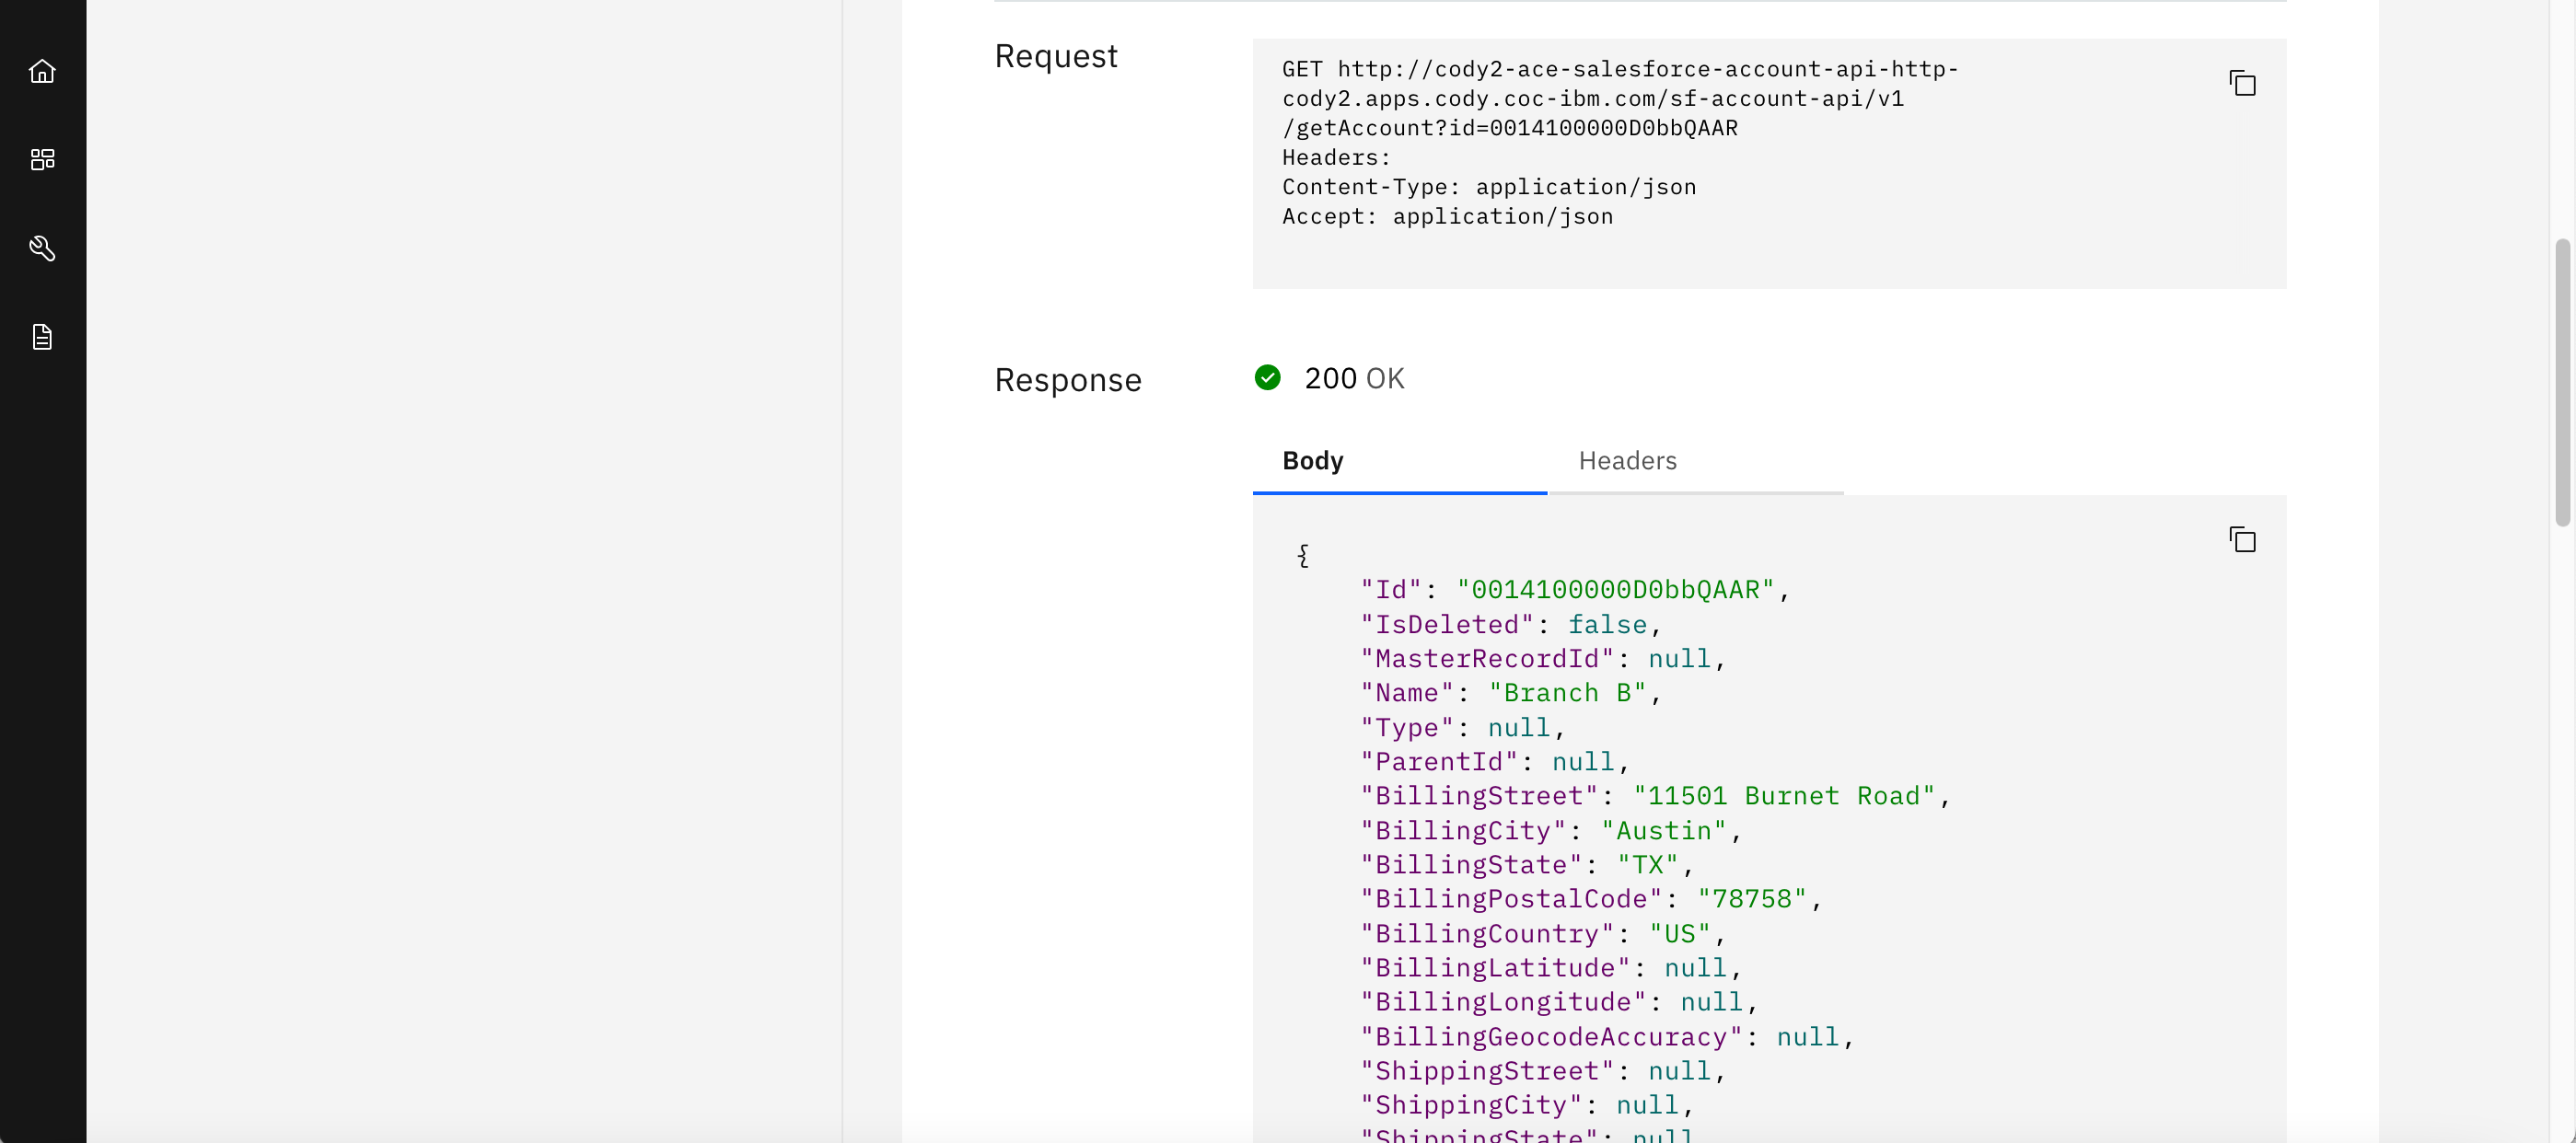 Request
GET http://cody2-ace-salesforce-account-api-http-
cody2.apps.cody.coc-ibm.com/sf-account-api/v1
/getAccount?id=0014100000D0bbQAAR
Headers:
Content-Type: application/json
Accept: application/json
Response
200 OK
Body
Headers
{
"Id": "0014100000D0bbQAAR",
"IsDeleted": false,
"MasterRecordId": null,
"Name": "Branch B",
"Type": null,
"ParentId": null,
"BillingStreet": "11501 Burnet Road",
"BillingCity": "Austin",
"BillingState": "TX",
"BillingPostalCode": "78758",
"BillingCountry": "US",
"BillingLatitude": null,
"BillingLongitude": null,
"BillingGeocodeAccuracy": null,
"ShippingStreet": null,
"ShippingCity": null,
"ShippingState": null